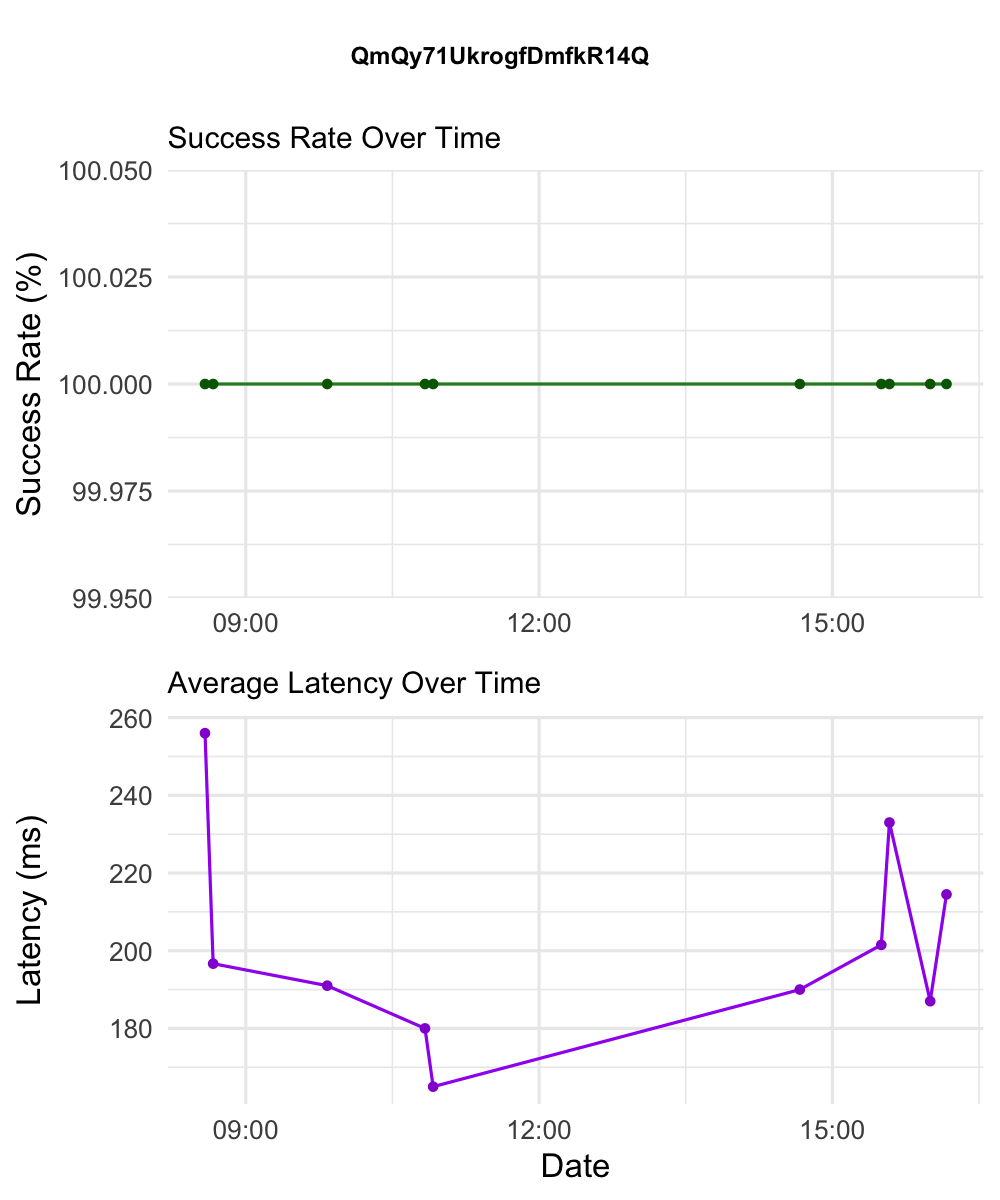 QmQy71UkrogfDmfkR14Q
Success Rate Over Time
100.050
100.025
100.000
99.975
99.950
Success Rate (%)
09:00 12:00 15:00
Average Latency Over Time
260
240
220
200
180
Latency (ms)
09:00 12:00 15:00
Date